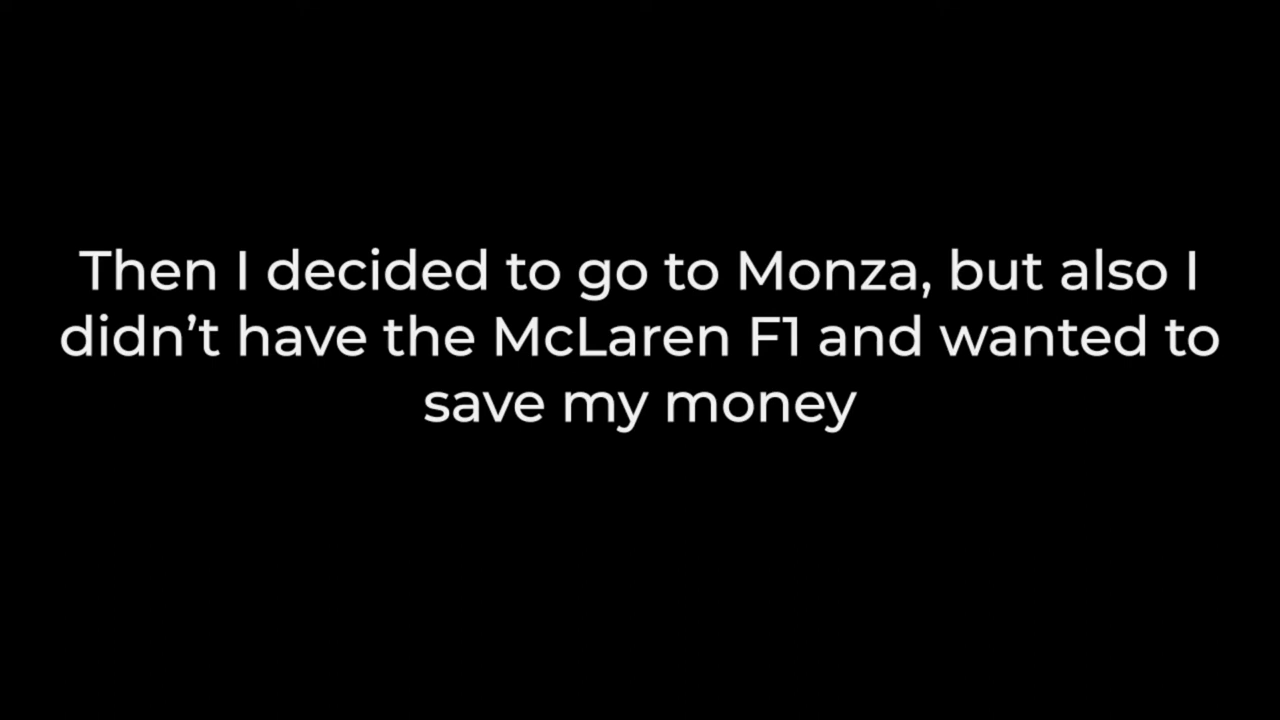 Then I decided to go to Monza, but also I
didn’t have the McLaren F1 and wanted to
save my money